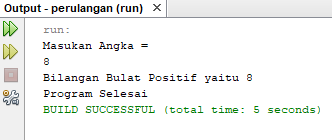 Output - perulangan (run)
run:
Masukan Angka =
8
Bilangan Bulat Positif yaitu 8
Program Selesai
BUILD SUCCESSFUL (total time: 5 seconds)